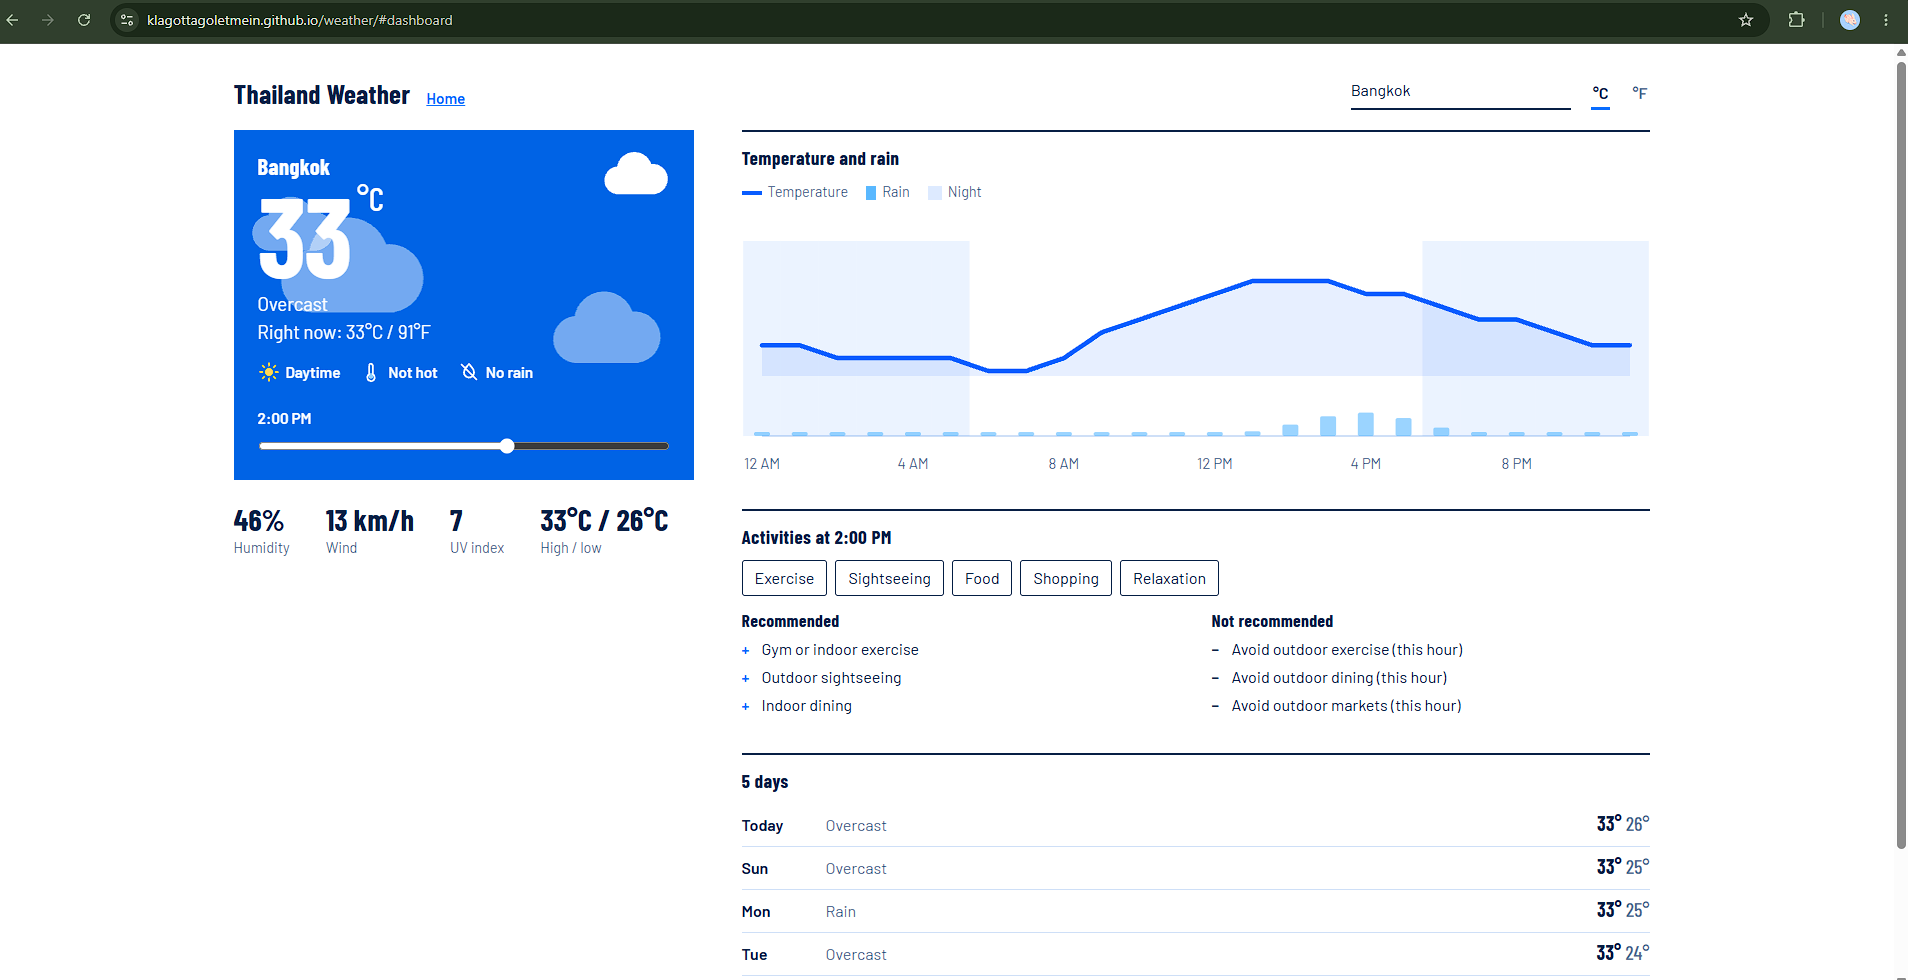 klagottagoletmein.github.io/weather/#dashboard
Thailand Weather Home
Bangkok
°C °F
Bangkok
33 °C
Overcast
Right now: 33°C / 91°F
Daytime Not hot No rain
2:00 PM
46% 13 km/h 7 33°C / 26°C
Humidity Wind UV index High / low
Temperature and rain
Temperature Rain Night
12 AM 4 AM 8 AM 12 PM 4 PM 8 PM
Activities at 2:00 PM
Exercise Sightseeing Food Shopping Relaxation
Recommended
+ Gym or indoor exercise
+ Outdoor sightseeing
+ Indoor dining
Not recommended
− Avoid outdoor exercise (this hour)
− Avoid outdoor dining (this hour)
− Avoid outdoor markets (this hour)
5 days
Today Overcast 33° 26°
Sun Overcast 33° 25°
Mon Rain 33° 25°
Tue Overcast 33° 24°